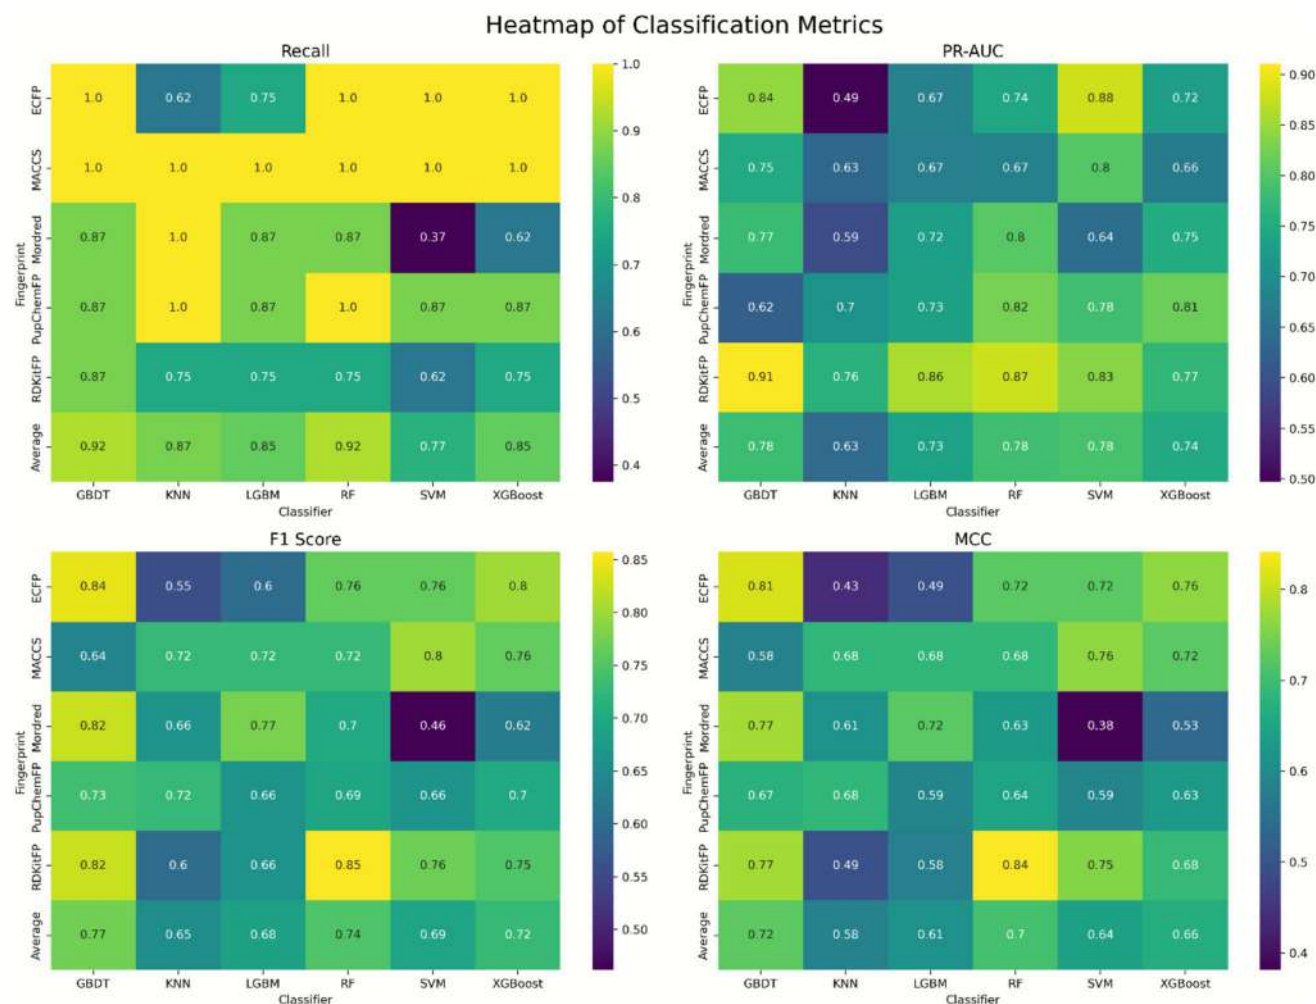 Heatmap of Classification Metrics
Recall
ECFP 1.0 0.62 0.75 1.0 1.0 1.0
MACCS 1.0 1.0 1.0 1.0 1.0 1.0
Mordred 0.87 1.0 0.87 0.87 0.37 0.62
PupChemFP 0.87 1.0 0.87 1.0 0.87 0.87
RDKitFP 0.87 0.75 0.75 0.75 0.62 0.75
Average 0.92 0.87 0.85 0.92 0.77 0.85
Fingerprint
GBDT KNN LGBM RF SVM XGBoost
Classifier
1.0
0.9
0.8
0.7
0.6
0.5
0.4
PR-AUC
ECFP 0.84 0.49 0.67 0.74 0.88 0.72
MACCS 0.75 0.63 0.67 0.67 0.8 0.66
Mordred 0.77 0.59 0.72 0.8 0.64 0.75
PupChemFP 0.62 0.7 0.73 0.82 0.78 0.81
RDKitFP 0.91 0.76 0.86 0.87 0.83 0.77
Average 0.78 0.63 0.73 0.78 0.78 0.74
Fingerprint
GBDT KNN LGBM RF SVM XGBoost
Classifier
0.90
0.85
0.80
0.75
0.70
0.65
0.60
0.55
0.50
F1 Score
ECFP 0.84 0.55 0.6 0.76 0.76 0.8
MACCS 0.64 0.72 0.72 0.72 0.8 0.76
Mordred 0.82 0.66 0.77 0.7 0.46 0.62
PupChemFP 0.73 0.72 0.66 0.69 0.66 0.7
RDKitFP 0.82 0.6 0.66 0.85 0.76 0.75
Average 0.77 0.65 0.68 0.74 0.69 0.72
Fingerprint
GBDT KNN LGBM RF SVM XGBoost
Classifier
0.85
0.80
0.75
0.70
0.65
0.60
0.55
0.50
MCC
ECFP 0.81 0.43 0.49 0.72 0.72 0.76
MACCS 0.58 0.68 0.68 0.68 0.76 0.72
Mordred 0.77 0.61 0.72 0.63 0.38 0.53
PupChemFP 0.67 0.68 0.59 0.64 0.59 0.63
RDKitFP 0.77 0.49 0.58 0.84 0.75 0.68
Average 0.72 0.58 0.61 0.7 0.64 0.66
Fingerprint
GBDT KNN LGBM RF SVM XGBoost
Classifier
0.8
0.7
0.6
0.5
0.4